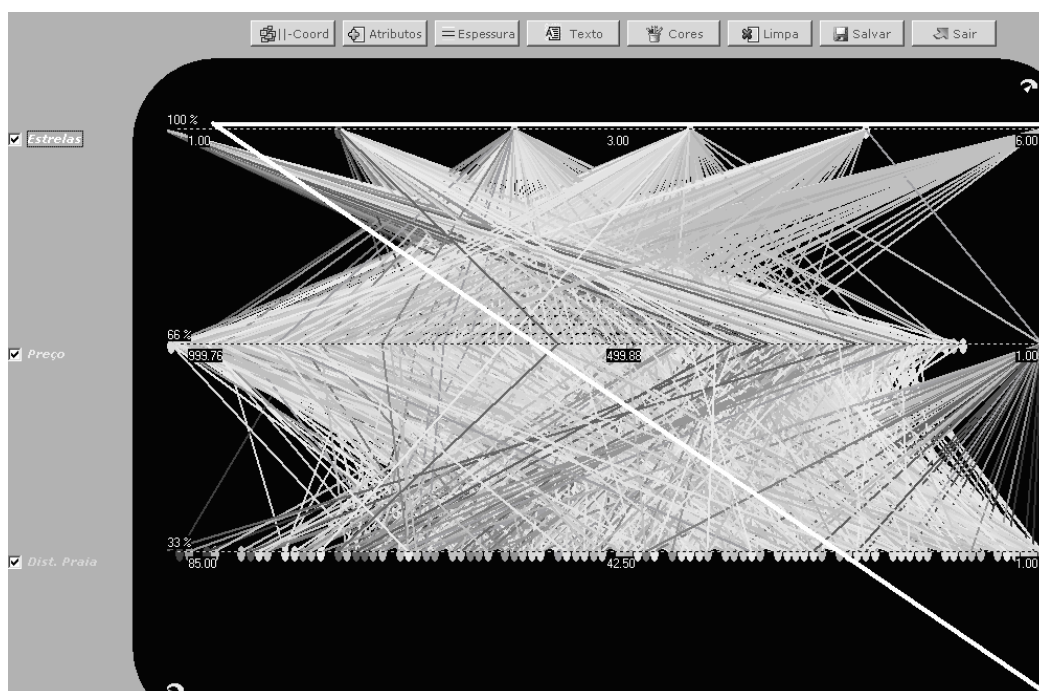 ||-Coord Atributos Espessura Texto Cores Limpa Salvar Sair
100 %
Estrelas
1.00 3.00 6.00
66 %
Preço
999.76 499.88 1.00
33 %
Dist. Praia
85.00 42.50 1.00